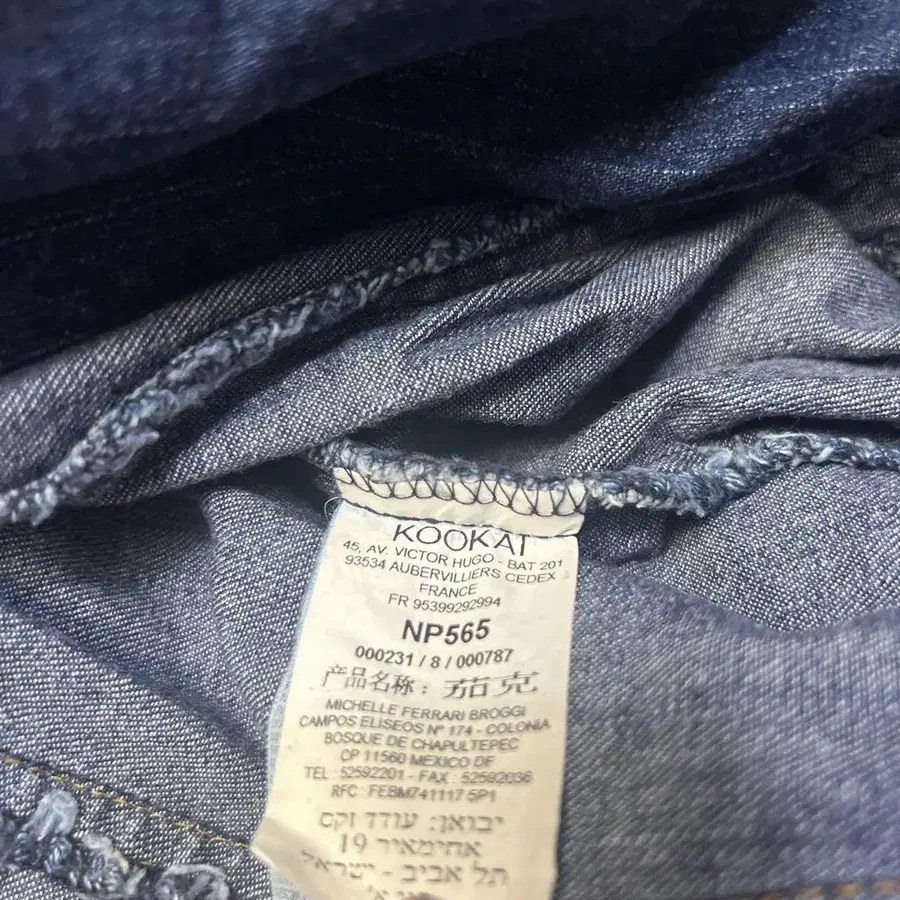 KOOKAI
45, AV. VICTOR HUGO - BAT 201
93534 AUBERVILLIERS CEDEX
FRANCE
FR 95399292994
NP565
000231 / 8 / 000787
产品名称：茄克
MICHELLE FERRARI BROGGI
CAMPOS ELISEOS N° 174 - COLONIA
BOSQUE DE CHAPULTEPEC
CP 11560 MEXICO DF
TEL : 52592201 - FAX : 52592036
RFC : FEBM741117 5P1
יבואן: עודד וקס
אחימאיר 19
תל אביב - ישראל